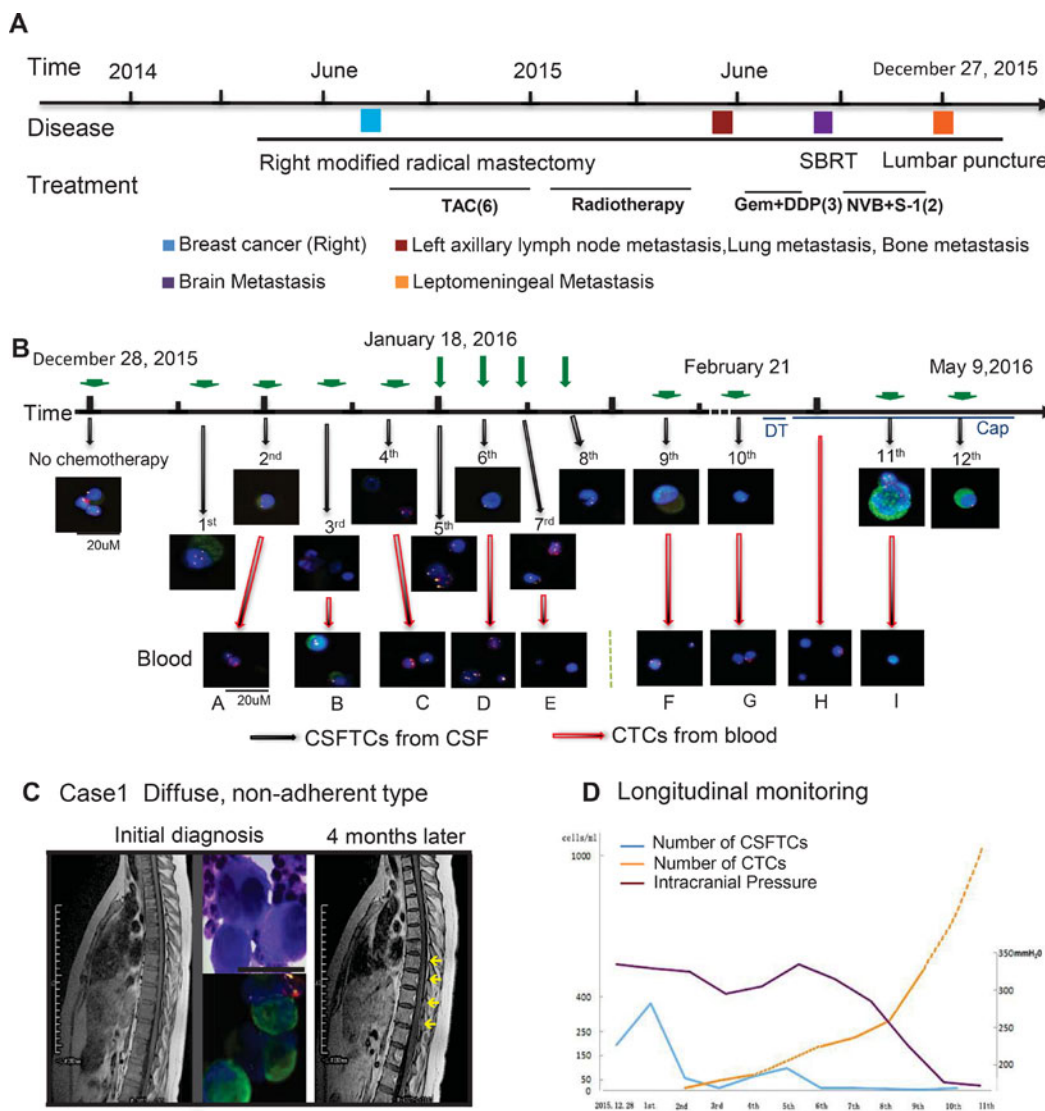 A
Time 2014 June 2015 June December 27, 2015
Disease
Right modified radical mastectomy SBRT Lumbar puncture
Treatment
TAC(6) Radiotherapy Gem+DDP(3) NVB+S-1(2)
Breast cancer (Right) Left axillary lymph node metastasis,Lung metastasis, Bone metastasis
Brain Metastasis Leptomeningeal Metastasis
B
January 18, 2016
December 28, 2015 February 21 May 9,2016
Time
DT Cap
No chemotherapy 2nd 4th 6th 8th 9th 10th 11th 12th
20uM 1st 3rd 5th 7rd
Blood
A B C D E F G H I
20uM
CSFTCs from CSF CTCs from blood
C Case1 Diffuse, non-adherent type
Initial diagnosis 4 months later
D Longitudinal monitoring
cells/ml
Number of CSFTCs
Number of CTCs
Intracranial Pressure
1000
400
250
150
50
0
350mmH20
300
250
200
2015.12.28 1st 2nd 3rd 4th 5th 6th 7th 8th 9th 10th 11th